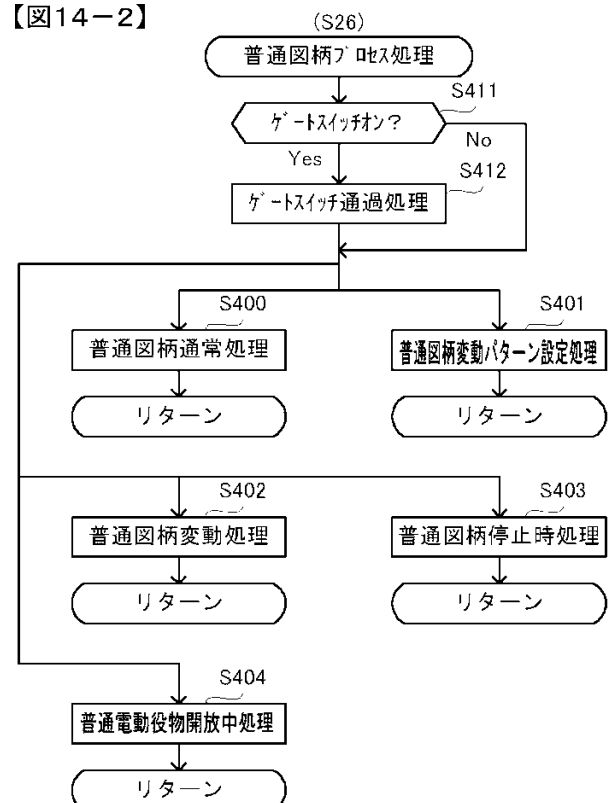 【図14-2】
(S26)
普通図柄プロセス処理
S411
ゲートスイッチオン？
No
Yes
S412
ゲートスイッチ通過処理
S400
S401
普通図柄通常処理
普通図柄変動パターン設定処理
リターン
リターン
S402
S403
普通図柄変動処理
普通図柄停止時処理
リターン
リターン
S404
普通電動役物開放中処理
リターン